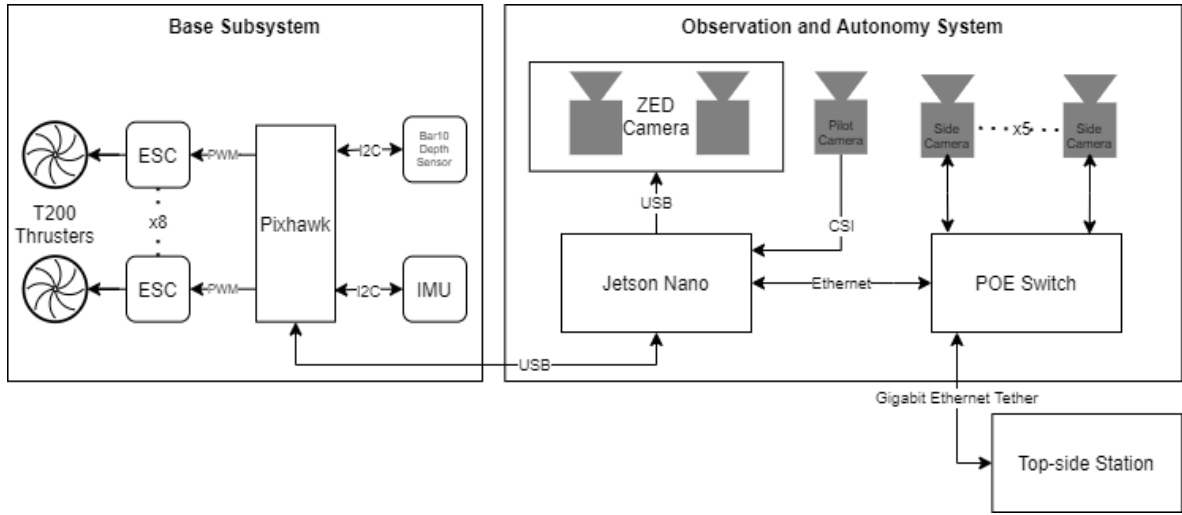 Base Subsystem
Observation and Autonomy System
ZED
Camera
Pilot
Camera
Side
Camera
x5
Side
Camera
ESC
PWM
I2C
Bar10
Depth
Sensor
T200
Thrusters
x8
Pixhawk
USB
CSI
ESC
PWM
I2C
IMU
Jetson Nano
Ethernet
POE Switch
USB
Gigabit Ethernet Tether
Top-side Station